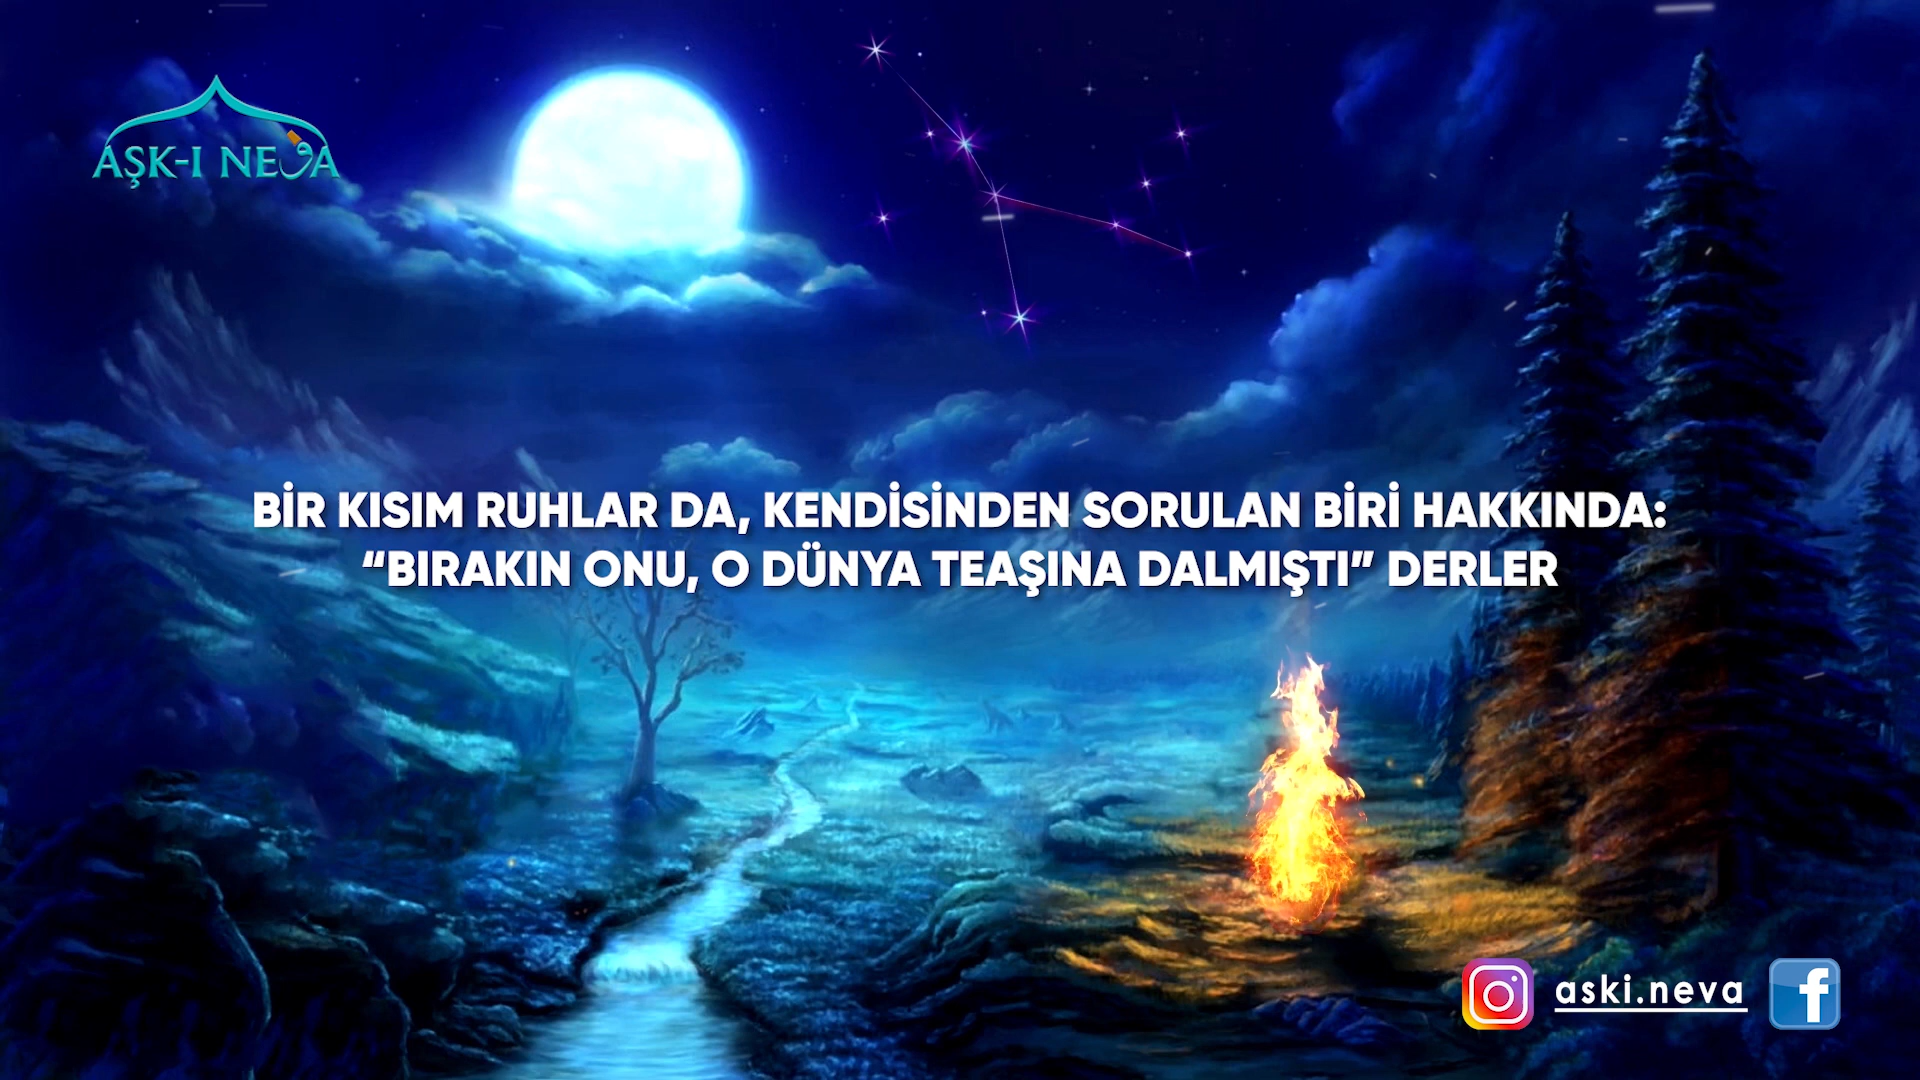 AŞK-I NEVA
BİR KISIM RUHLAR DA, KENDİSİNDEN SORULAN BİRİ HAKKINDA:
“BIRAKIN ONU, O DÜNYA TEAŞINA DALMIŞTI” DERLER
aski.neva